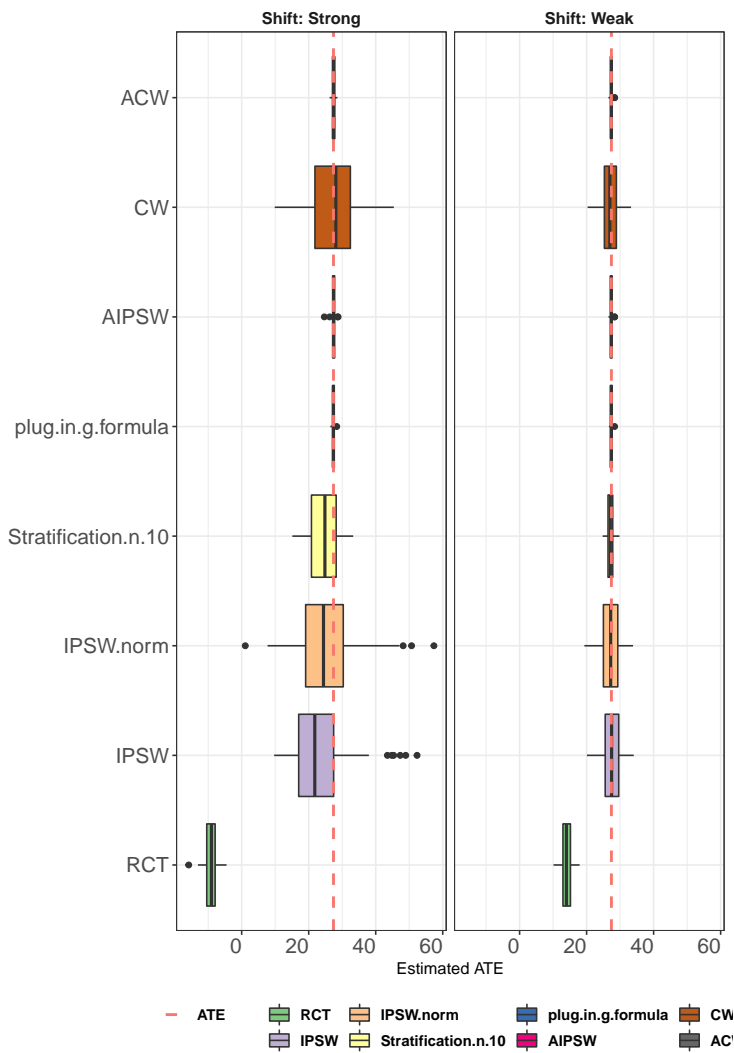 Shift: Strong Shift: Weak
ACW
CW
AIPSW
plug.in.g.formula
Stratification.n.10
IPSW.norm
IPSW
RCT
0 20 40 60 0 20 40 60
Estimated ATE
ATE RCT IPSW.norm plug.in.g.formula CW
IPSW Stratification.n.10 AIPSW AC